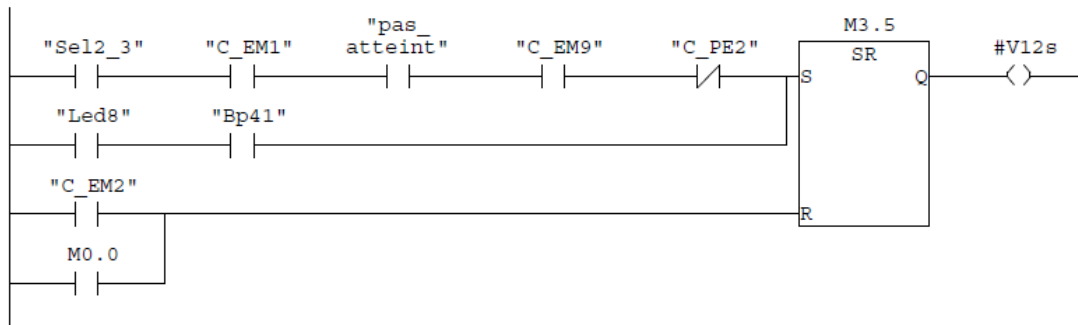 "Sel2_3" "C_EM1" "pas_
atteint" "C_EM9" "C_PE2" M3.5
SR #V12s
S Q
"Led8" "Bp41"
"C_EM2"
R
M0.0